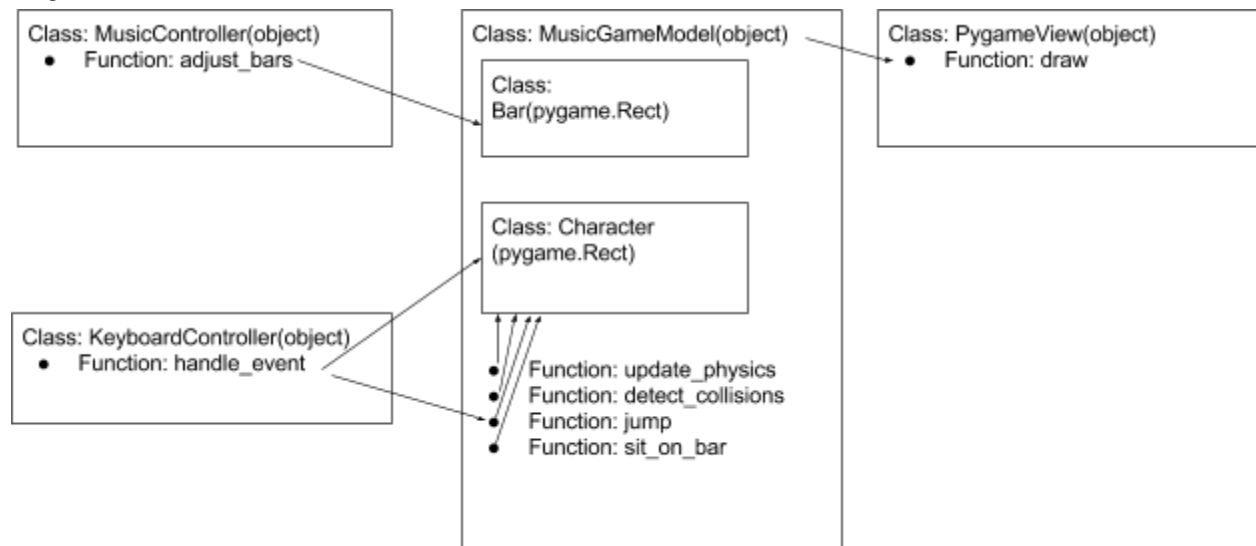 Class: MusicController(object)
● Function: adjust_bars
Class: MusicGameModel(object)
Class:
Bar(pygame.Rect)
Class: Character
(pygame.Rect)
● Function: update_physics
● Function: detect_collisions
● Function: jump
● Function: sit_on_bar
Class: PygameView(object)
● Function: draw
Class: KeyboardController(object)
● Function: handle_event